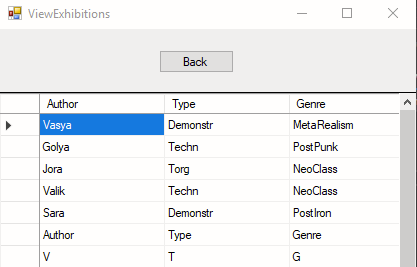 ViewExhibitions
Back
Author Type Genre
Vasya Demonstr MetaRealism
Golya Techn PostPunk
Jora Torg NeoClass
Valik Techn NeoClass
Sara Demonstr PostIron
Author Type Genre
V T G